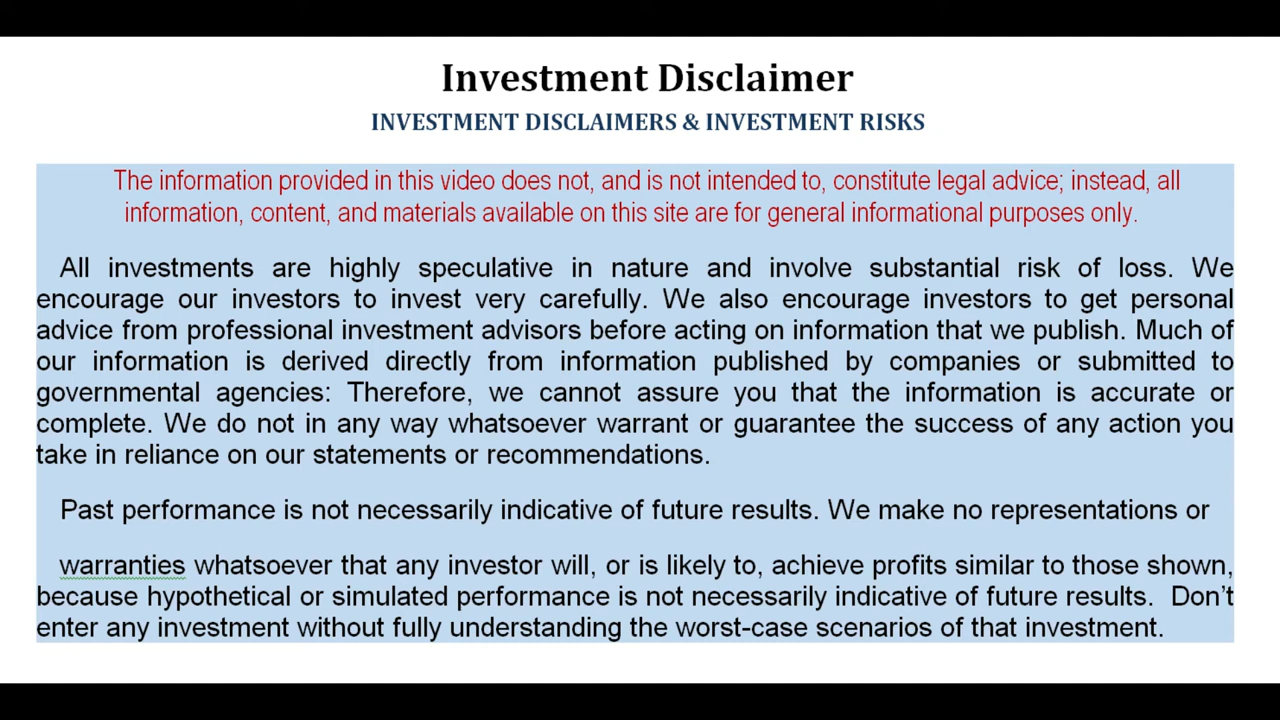 Investment Disclaimer
INVESTMENT DISCLAIMERS & INVESTMENT RISKS
The information provided in this video does not, and is not intended to, constitute legal advice; instead, all
information, content, and materials available on this site are for general informational purposes only.
All investments are highly speculative in nature and involve substantial risk of loss. We
encourage our investors to invest very carefully. We also encourage investors to get personal
advice from professional investment advisors before acting on information that we publish. Much of
our information is derived directly from information published by companies or submitted to
governmental agencies: Therefore, we cannot assure you that the information is accurate or
complete. We do not in any way whatsoever warrant or guarantee the success of any action you
take in reliance on our statements or recommendations.
Past performance is not necessarily indicative of future results. We make no representations or
warranties whatsoever that any investor will, or is likely to, achieve profits similar to those shown,
because hypothetical or simulated performance is not necessarily indicative of future results. Don’t
enter any investment without fully understanding the worst-case scenarios of that investment.